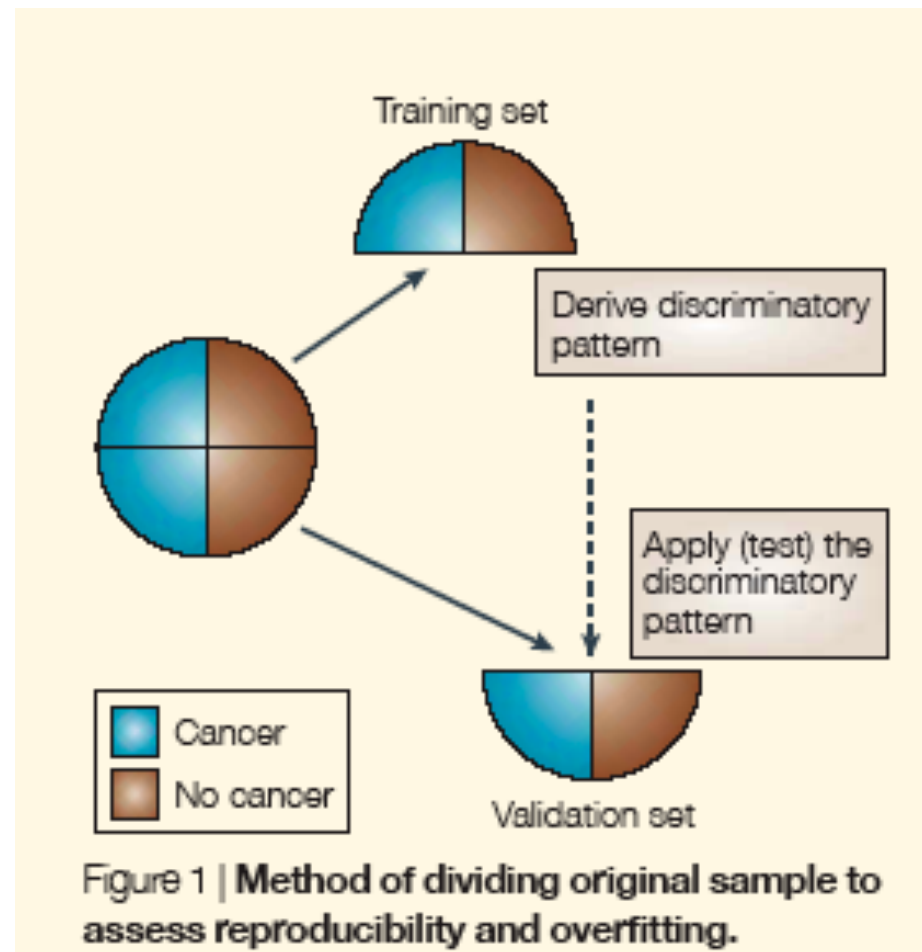 Training set
Derive discriminatory
pattern
Apply (test) the
discriminatory
pattern
Cancer
No cancer
Validation set
Figure 1 | Method of dividing original sample to
assess reproducibility and overfitting.